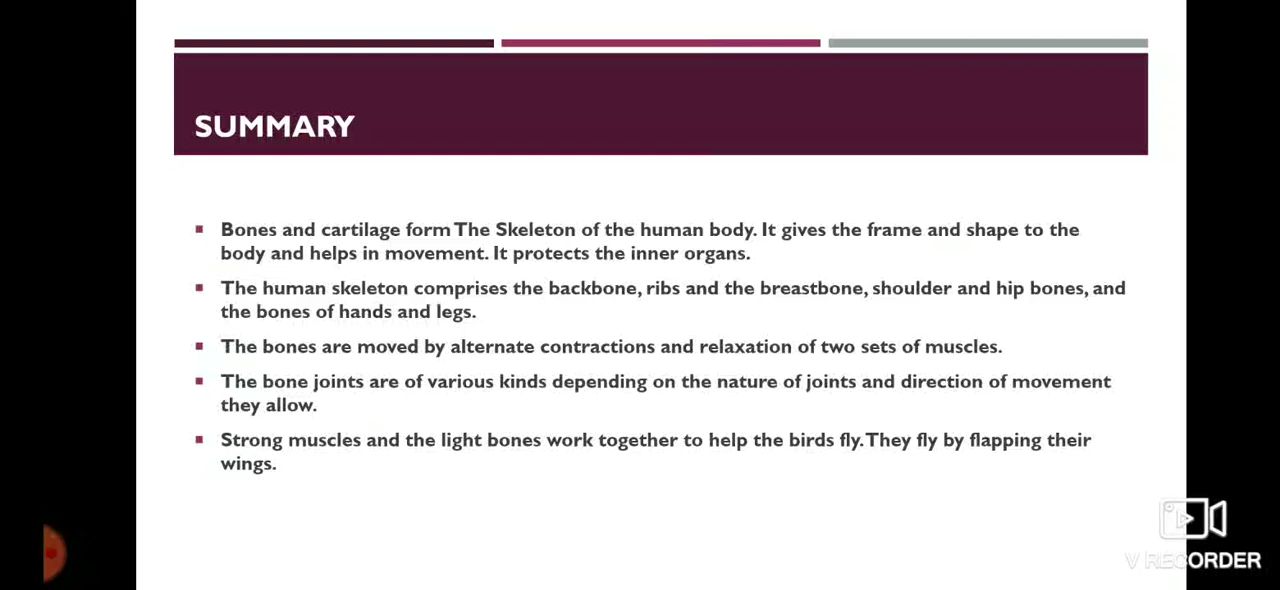 SUMMARY
Bones and cartilage form The Skeleton of the human body. It gives the frame and shape to the
body and helps in movement. It protects the inner organs.
The human skeleton comprises the backbone, ribs and the breastbone, shoulder and hip bones, and
the bones of hands and legs.
The bones are moved by alternate contractions and relaxation of two sets of muscles.
The bone joints are of various kinds depending on the nature of joints and direction of movement
they allow.
Strong muscles and the light bones work together to help the birds fly. They fly by flapping their
wings.
V RECORDER